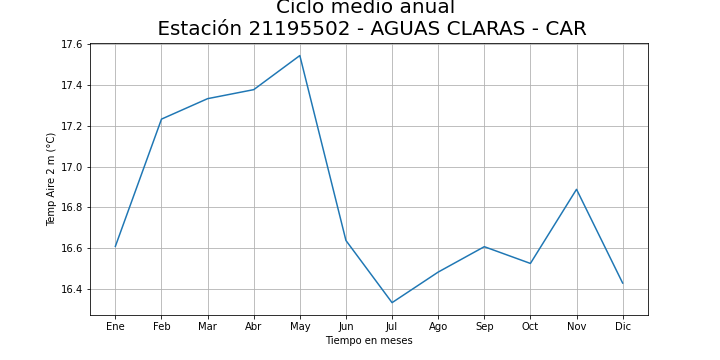 Ciclo medio anual
Estación 21195502 - AGUAS CLARAS - CAR
17.6
17.4
17.2
17.0
16.8
16.6
16.4
Temp Aire 2 m (°C)
Ene Feb Mar Abr May Jun Jul Ago Sep Oct Nov Dic
Tiempo en meses